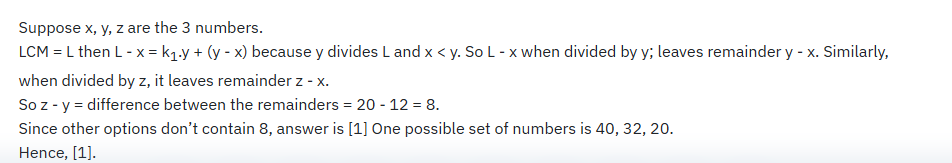 Suppose x, y, z are the 3 numbers.
LCM = L then L - x = k₁.y + (y - x) because y divides L and x < y. So L - x when divided by y; leaves remainder y - x. Similarly,
when divided by z, it leaves remainder z - x.
So z - y = difference between the remainders = 20 - 12 = 8.
Since other options don’t contain 8, answer is [1] One possible set of numbers is 40, 32, 20.
Hence, [1].